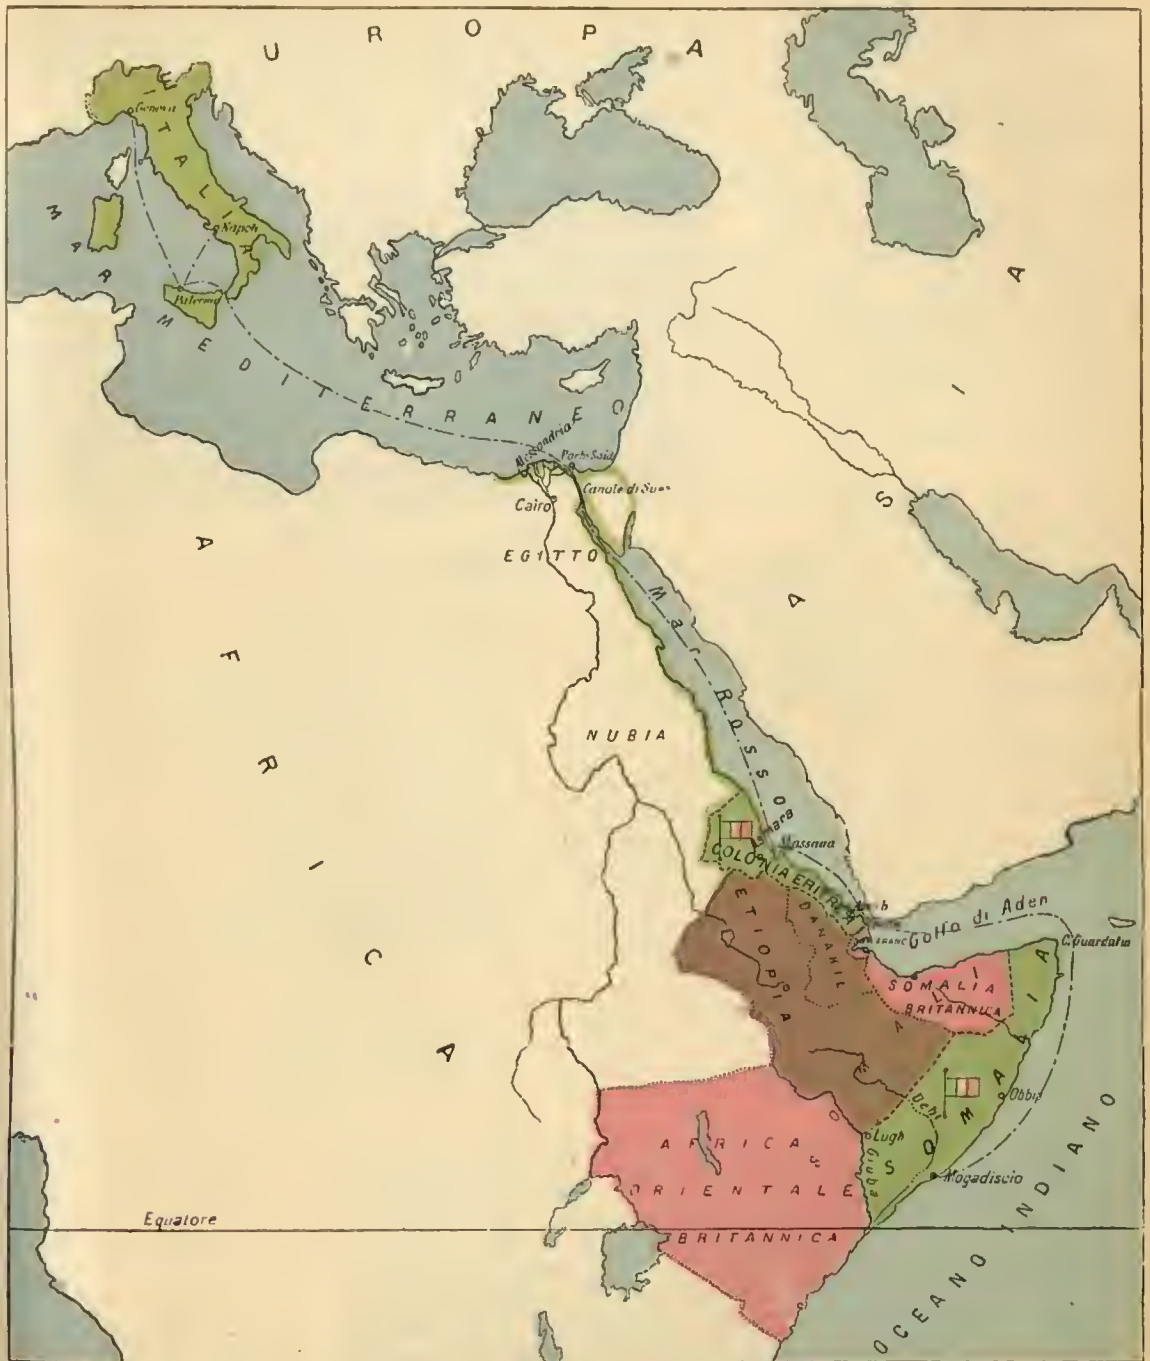 EUROPA
ITALIA
Genova
Napoli
Palermo
MAR MEDITERRANEO
Alessandria
Porto Said
Canale di Suez
Cairo
EGITTO
ASIA
AFRICA
Mar Rosso
NUBIA
Massaua
COLONIA ERITREA
ETIOPIA
DANAKIL
Golfo di Aden
C. Guardafui
SOMALIA
BRITANNICA
SOMALIA
Obbia
Lugh
Giuba
Mogadiscio
AFRICA
ORIENTALE
BRITANNICA
Equatore
OCEANO INDIANO